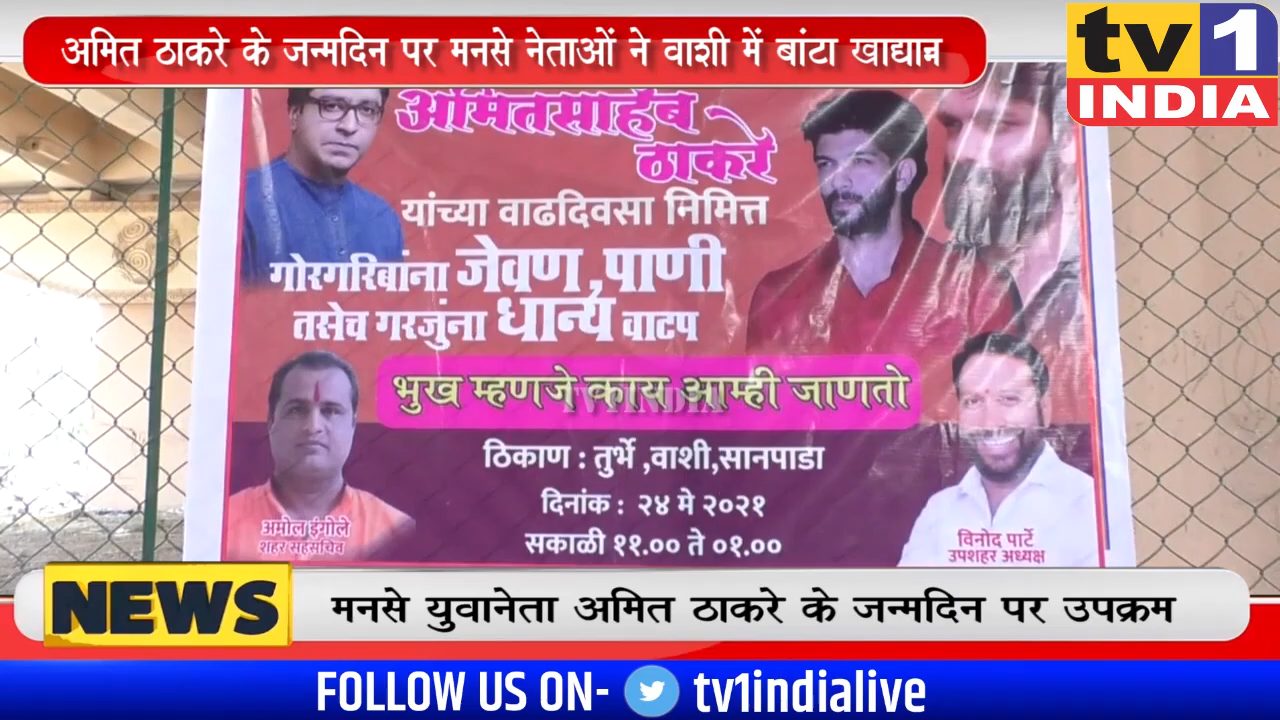 अमित ठाकरे के जन्मदिन पर मनसे नेताओं ने वाशी में बांटा खाद्यान्न
tv1
INDIA
अमितसाहेब
ठाकरे
यांच्या वाढदिवसा निमित्त
गोरगरिबांना जेवण ,पाणी
तसेच गरजुंना धान्य वाटप
भुख म्हणजे काय आम्ही जाणतो
TV1INDIA
ठिकाण : तुर्भे ,वाशी,सानपाडा
दिनांक : २४ मे २०२१
सकाळी ११.०० ते ०१.००
अमोल इंगोले
शहर सहसचिव
विनोद पार्टे
उपशहर अध्यक्ष
NEWS
मनसे युवानेता अमित ठाकरे के जन्मदिन पर उपक्रम
FOLLOW US ON- tv1indialive